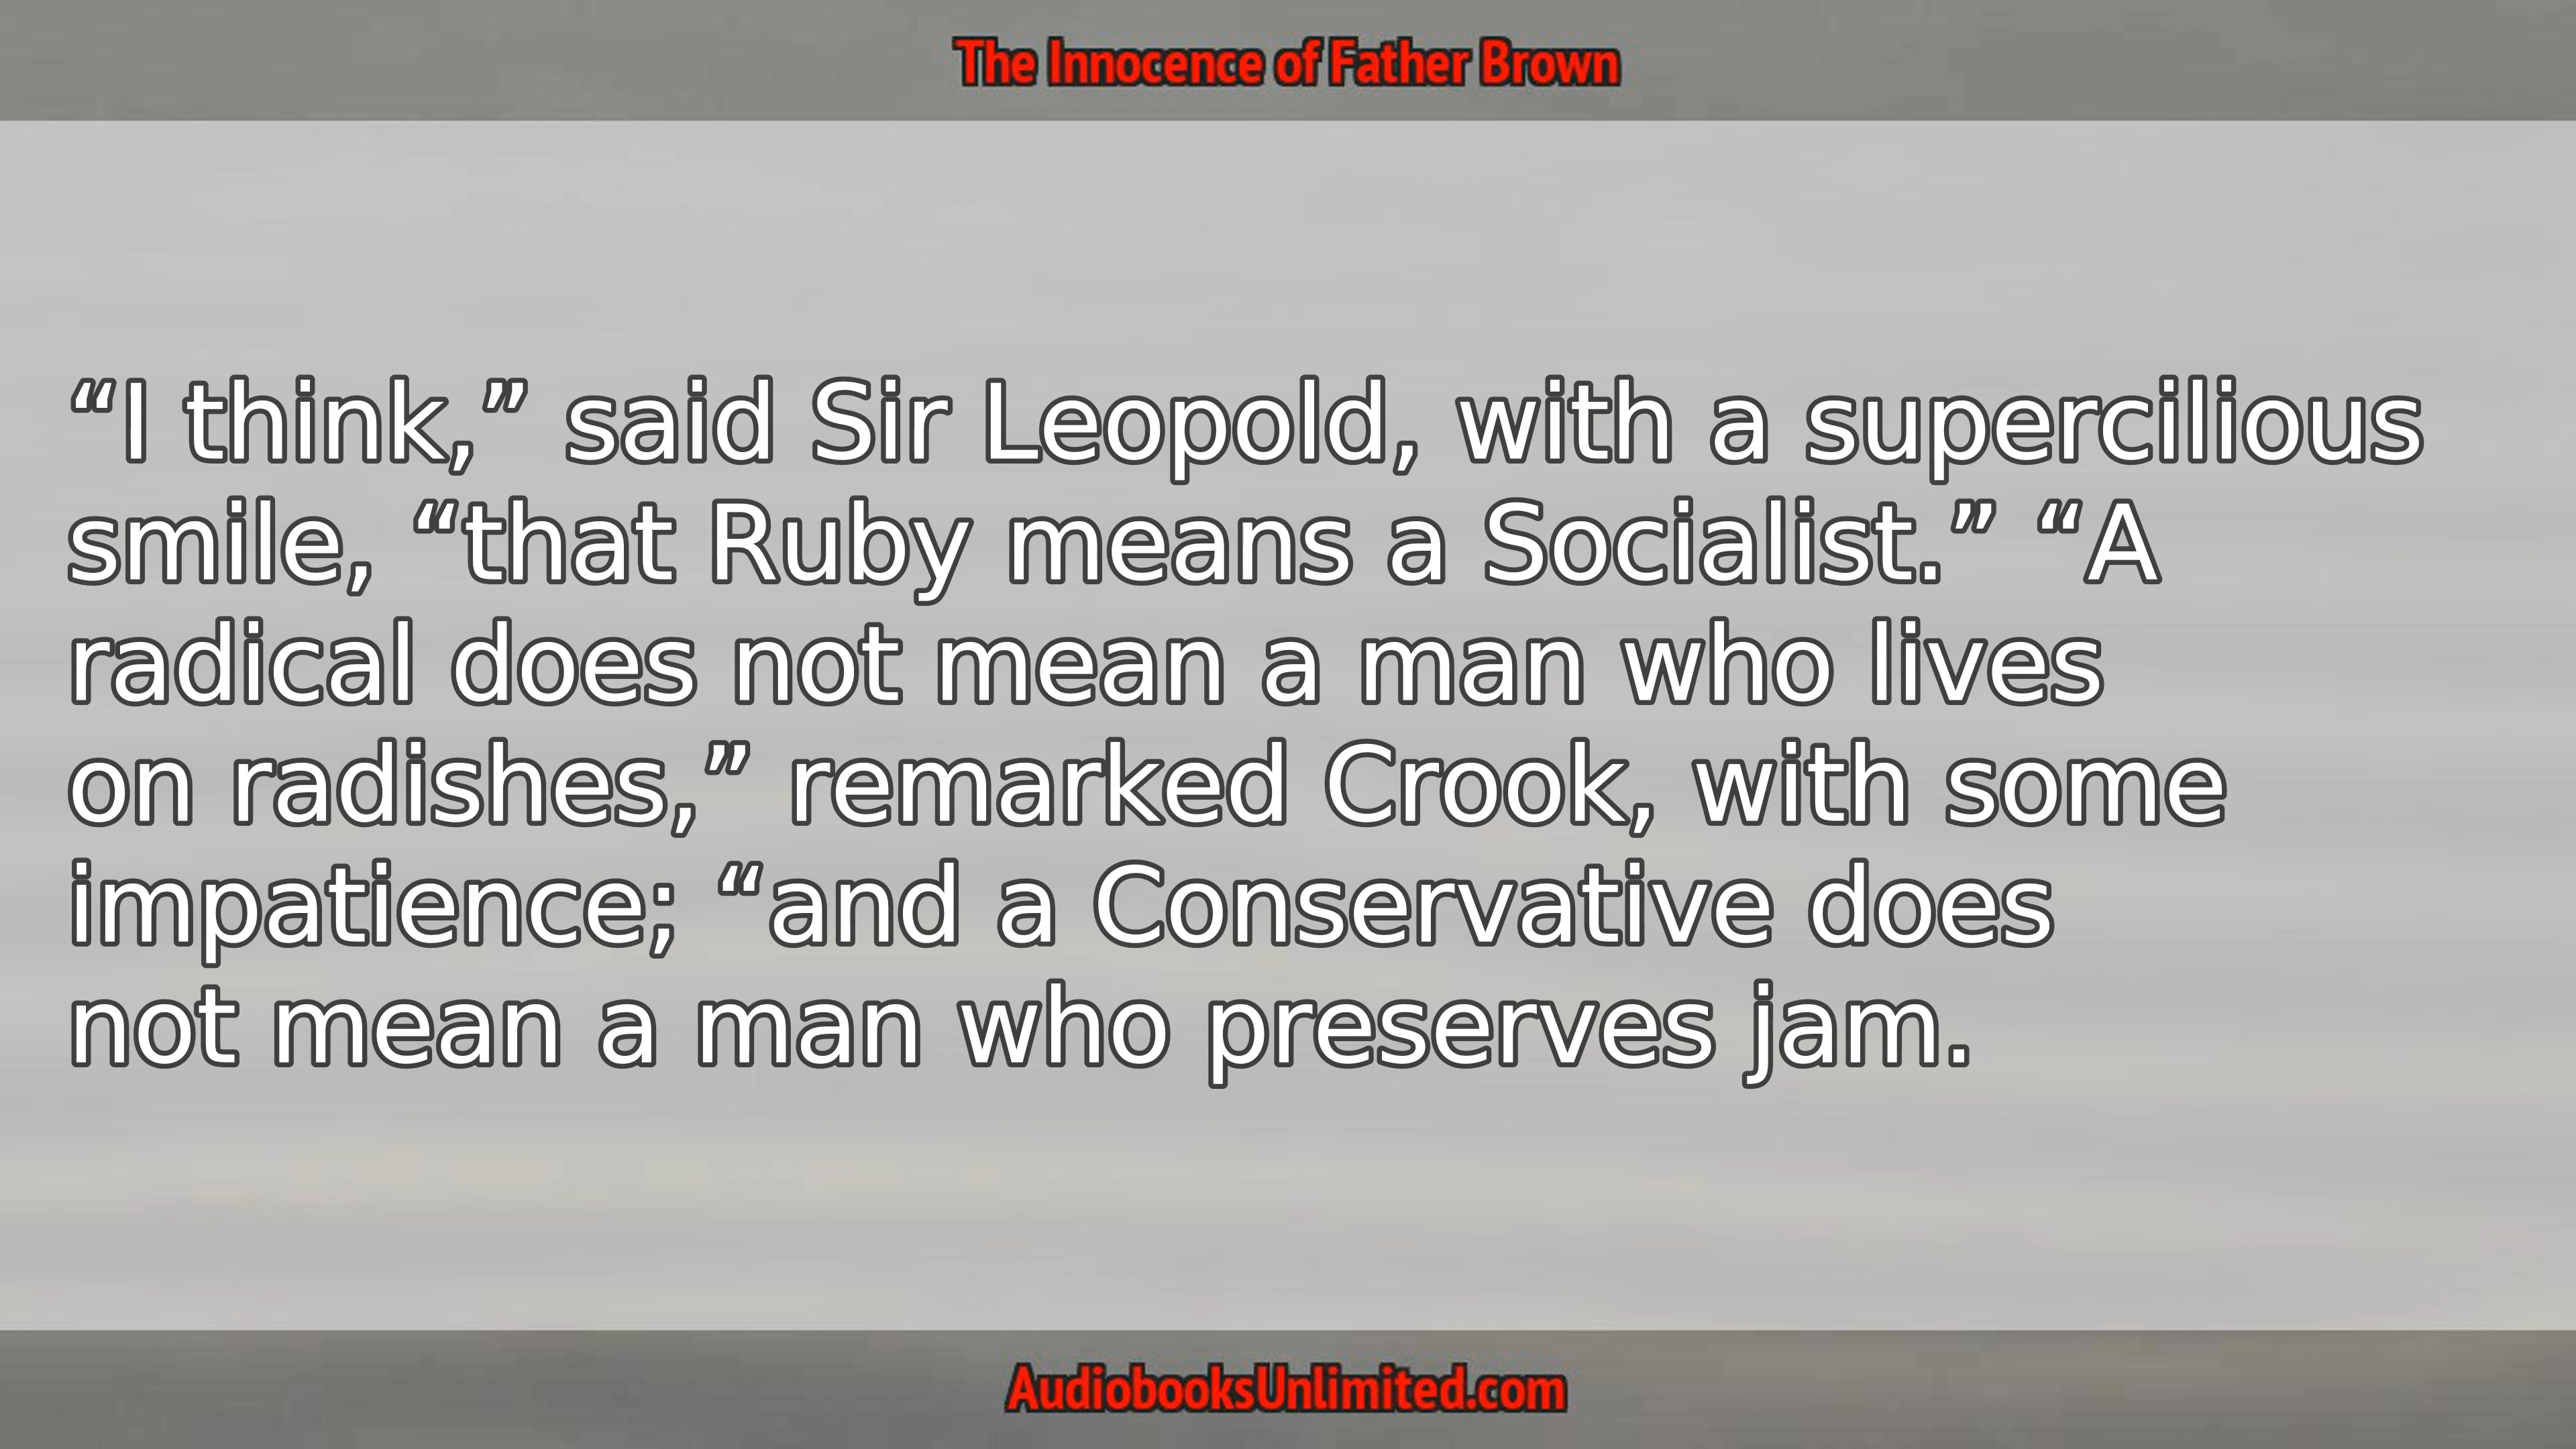 The Innocence of Father Brown
“I think,” said Sir Leopold, with a supercilious
smile, “that Ruby means a Socialist.” “A
radical does not mean a man who lives
on radishes,” remarked Crook, with some
impatience; “and a Conservative does
not mean a man who preserves jam.
AudiobooksUnlimited.com